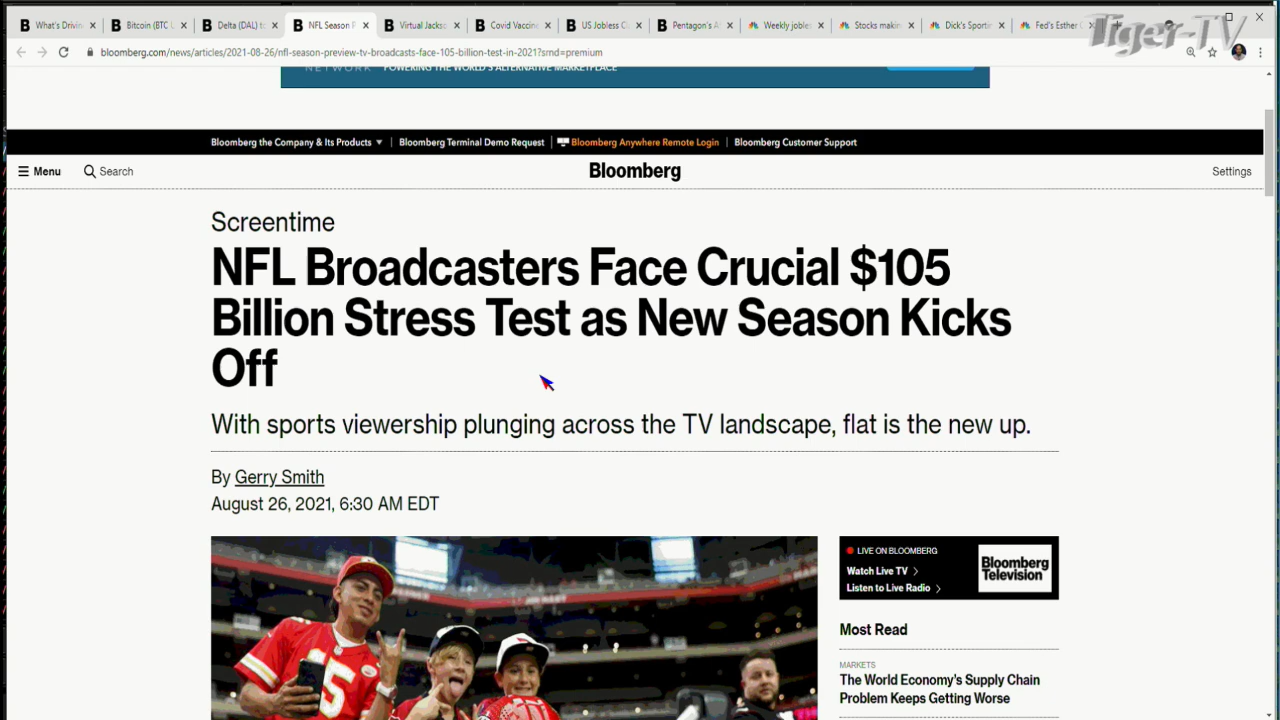 What's Drivin
Bitcoin (BTC
Delta (DAL) to
NFL Season P
Virtual Jacks
Covid Vaccine
US Jobless C
Pentagon's A
Weekly jobles
Stocks makin
Dick's Sportin
Fed's Esther G
Tiger-TV
bloomberg.com/news/articles/2021-08-26/nfl-season-preview-tv-broadcasts-face-105-billion-test-in-2021?srnd=premium
NETWORK POWERING THE WORLD'S ALTERNATIVE MARKETPLACE
Bloomberg the Company & Its Products Bloomberg Terminal Demo Request Bloomberg Anywhere Remote Login Bloomberg Customer Support
Menu Search Bloomberg Settings
Screentime
NFL Broadcasters Face Crucial $105
Billion Stress Test as New Season Kicks
Off
With sports viewership plunging across the TV landscape, flat is the new up.
By Gerry Smith
August 26, 2021, 6:30 AM EDT
LIVE ON BLOOMBERG
Watch Live TV
Listen to Live Radio
Bloomberg
Television
Most Read
MARKETS
The World Economy's Supply Chain
Problem Keeps Getting Worse
15